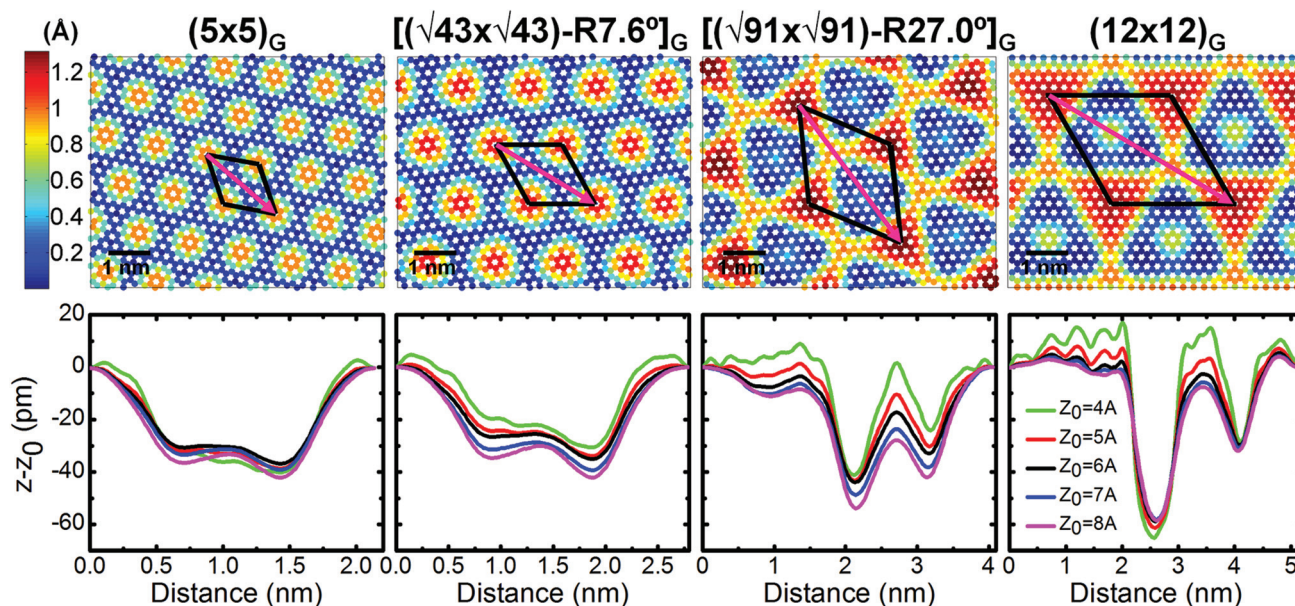 (Å)
(5x5)G
[(√43x√43)-R7.6º]G
[(√91x√91)-R27.0º]G
(12x12)G
1.2
1
0.8
0.6
0.4
0.2
1 nm
1 nm
1 nm
1 nm
z-z0 (pm)
20
0
-20
-40
-60
Z0=4A
Z0=5A
Z0=6A
Z0=7A
Z0=8A
0.0 0.5 1.0 1.5 2.0
0.0 0.5 1.0 1.5 2.0 2.5
0 1 2 3 4
0 1 2 3 4 5
Distance (nm)
Distance (nm)
Distance (nm)
Distance (nm)